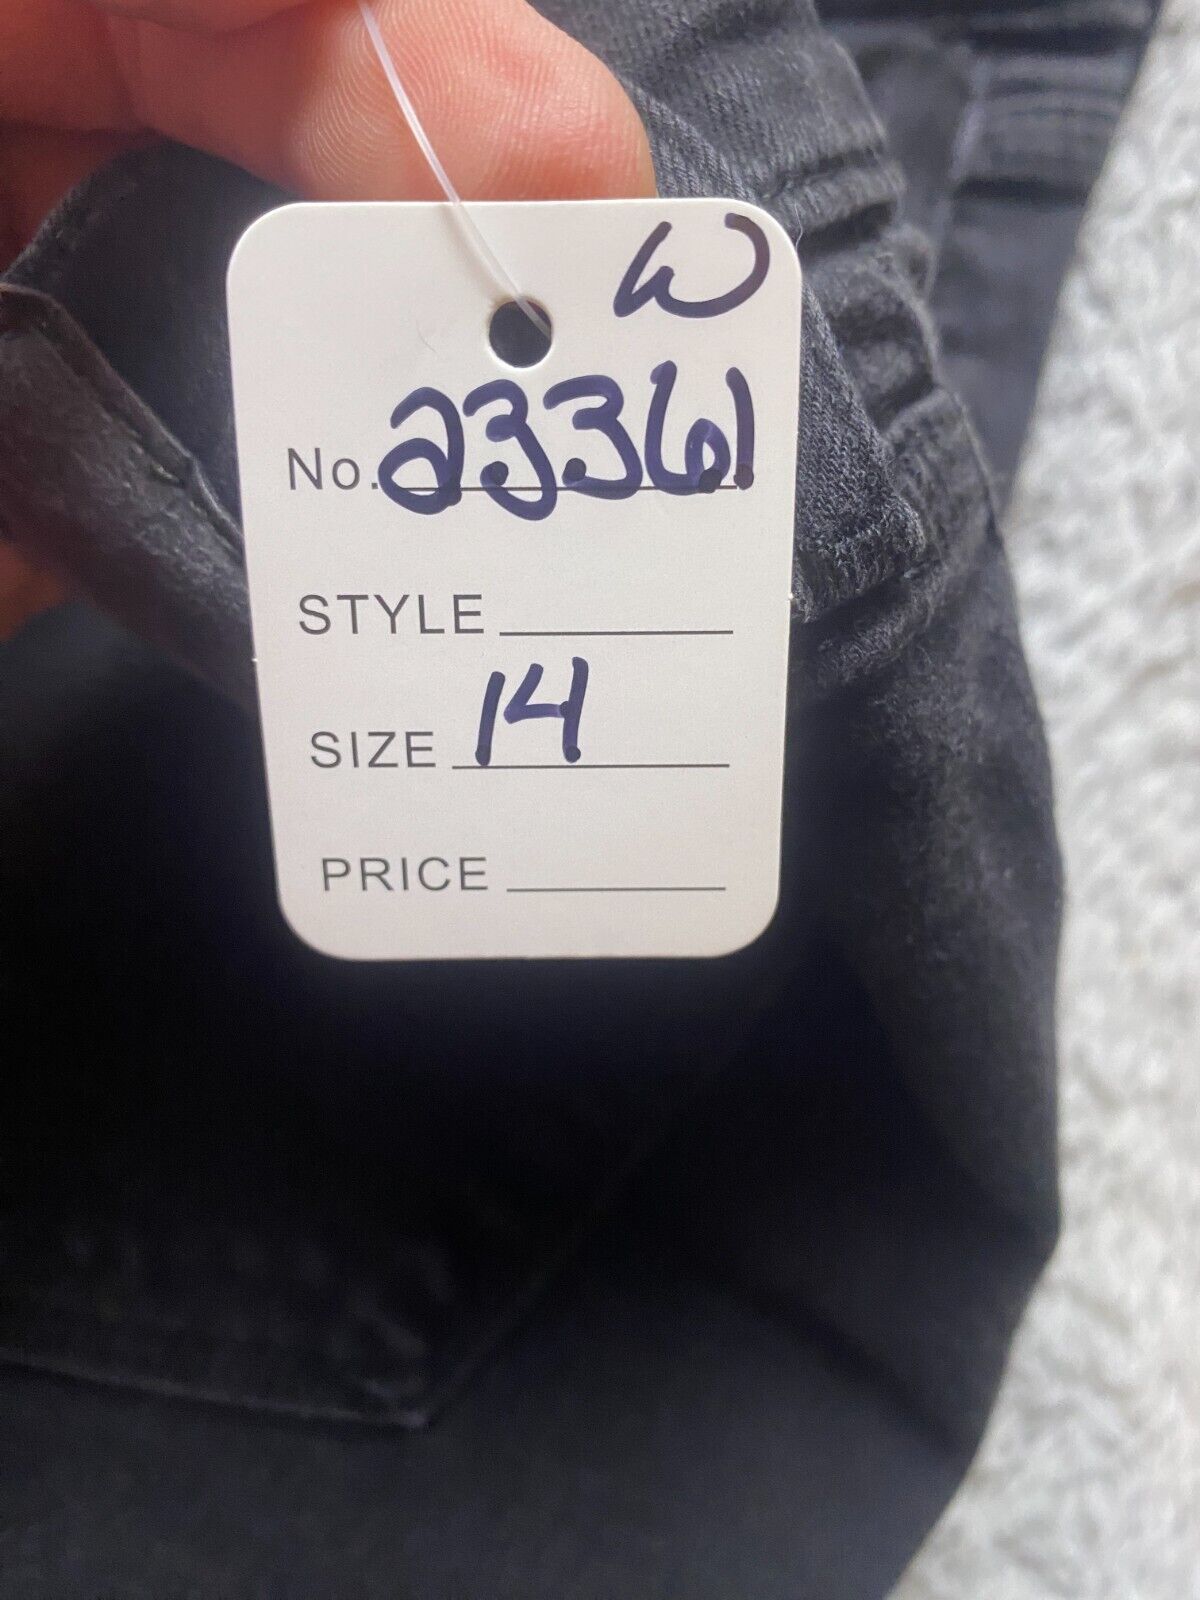 W
No. 23361
STYLE
SIZE 14
PRICE